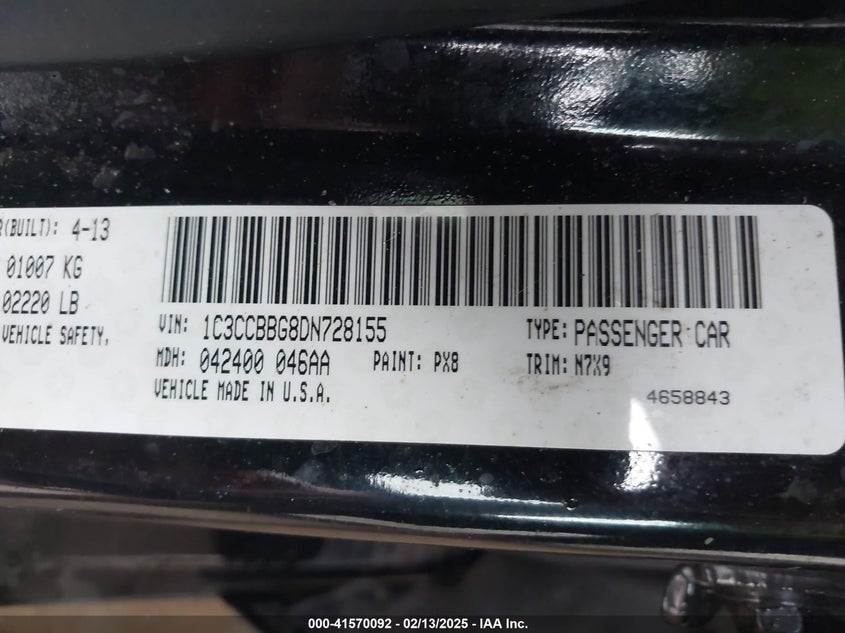 R(BUILT): 4-13
01007 KG
02220 LB
VEHICLE SAFETY.
VIN: 1C3CCBBG8DN728155 TYPE: PASSENGER CAR
MDH: 042400 046AA PAINT: PX8 TRIM: N7X9
VEHICLE MADE IN U.S.A. 4658843
000-41570092 - 02/13/2025 - IAA Inc.